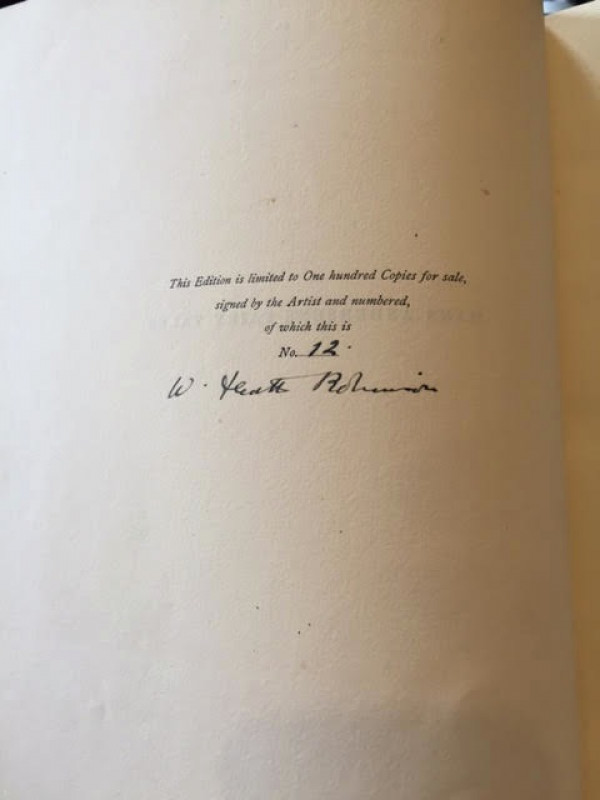 This Edition is limited to One hundred Copies for sale,
signed by the Artist and numbered,
of which this is
No. 12.
W. Heath Robinson